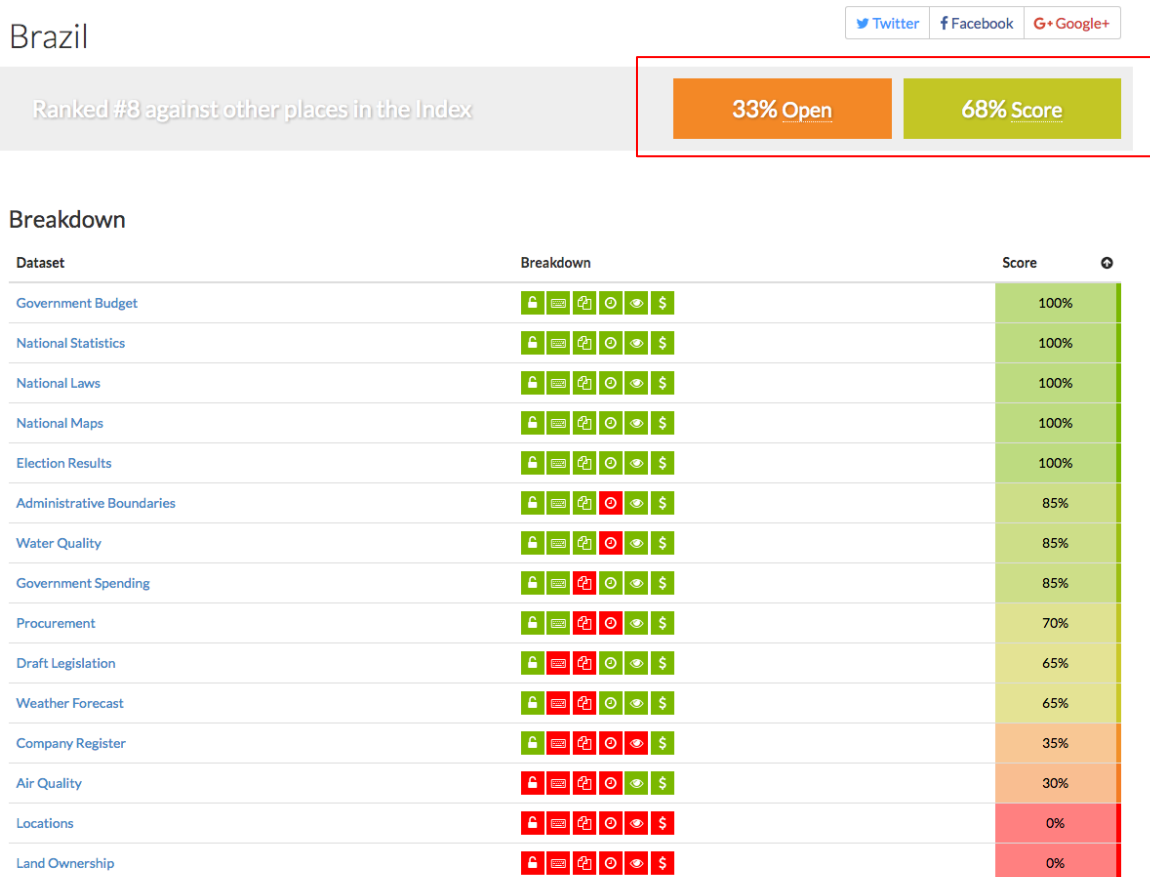 Brazil
Twitter Facebook G+ Google+
Ranked #8 against other places in the Index
33% Open 68% Score
Breakdown
Dataset Breakdown Score
Government Budget $ 100%
National Statistics $ 100%
National Laws $ 100%
National Maps $ 100%
Election Results $ 100%
Administrative Boundaries $ 85%
Water Quality $ 85%
Government Spending $ 85%
Procurement $ 70%
Draft Legislation $ 65%
Weather Forecast $ 65%
Company Register $ 35%
Air Quality $ 30%
Locations $ 0%
Land Ownership $ 0%